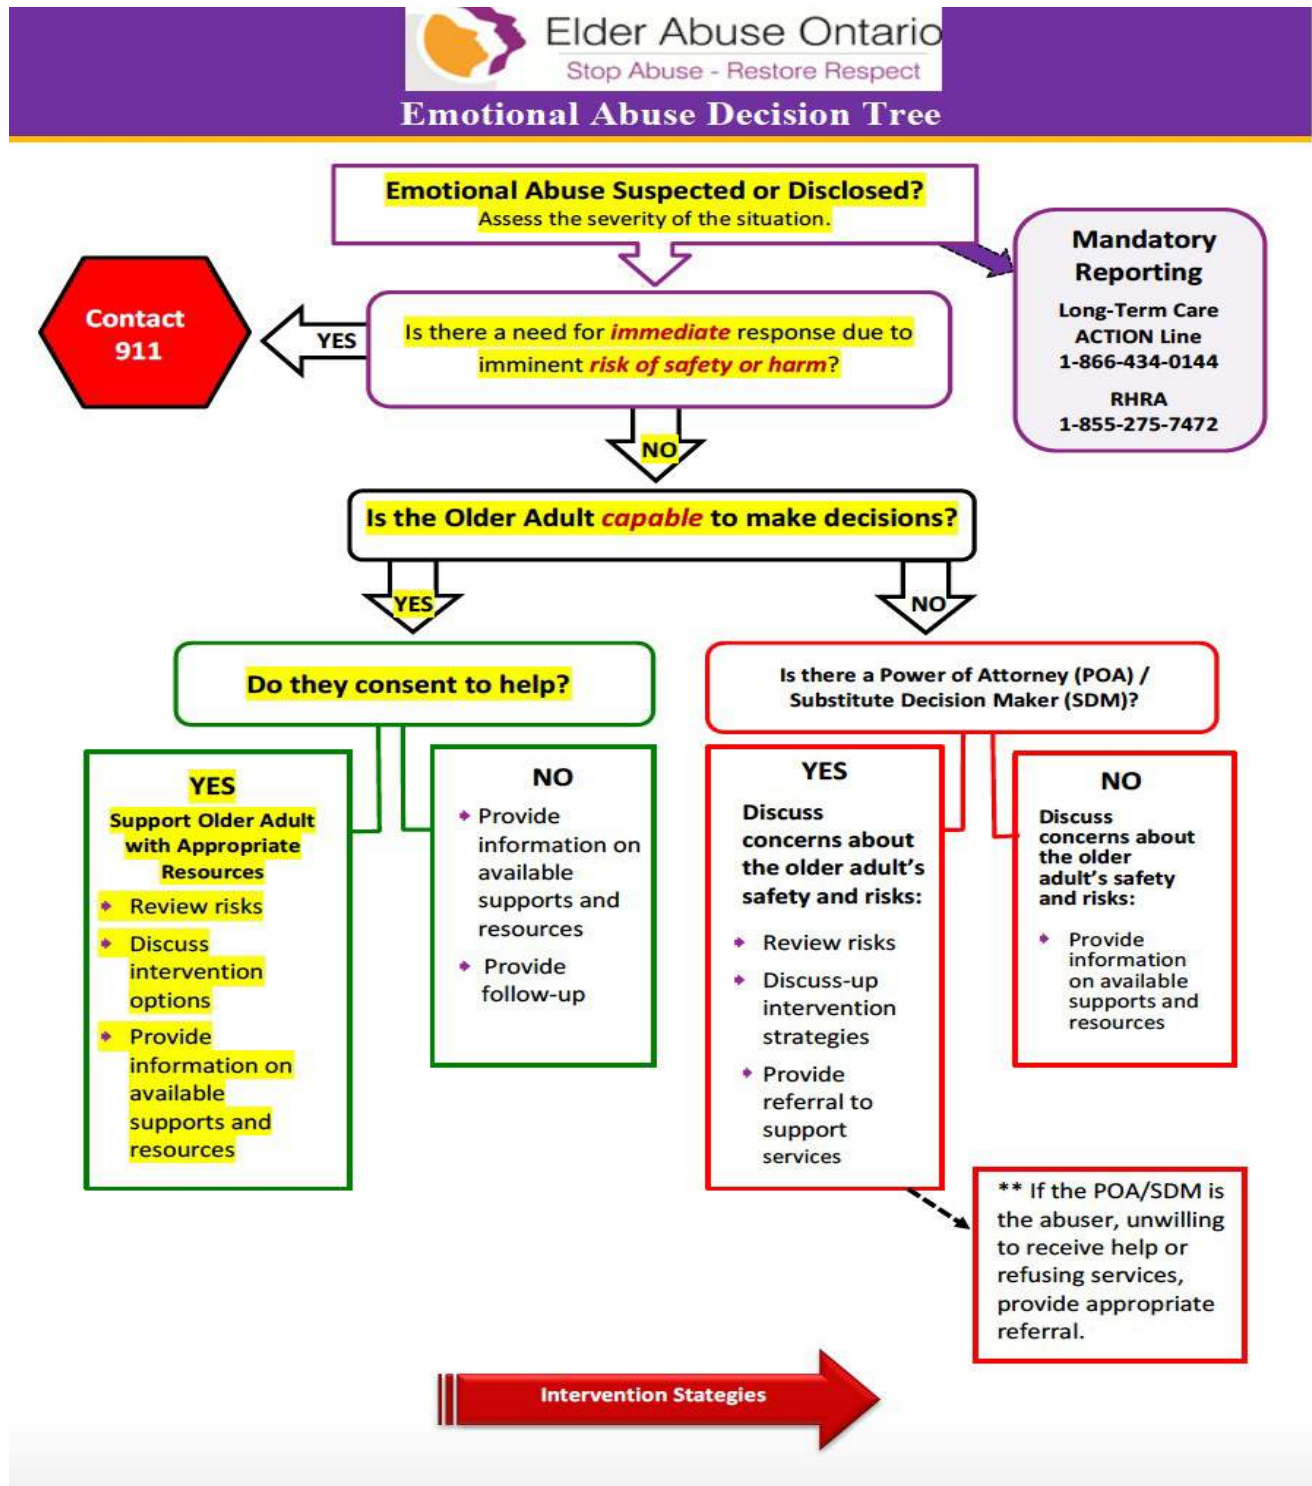 Elder Abuse Ontario
Stop Abuse - Restore Respect
Emotional Abuse Decision Tree
Emotional Abuse Suspected or Disclosed?
Assess the severity of the situation.
Mandatory
Reporting
Long-Term Care
ACTION Line
1-866-434-0144
RHRA
1-855-275-7472
Contact
911
YES
Is there a need for immediate response due to
imminent risk of safety or harm?
NO
Is the Older Adult capable to make decisions?
YES
NO
Do they consent to help?
Is there a Power of Attorney (POA) /
Substitute Decision Maker (SDM)?
YES
Support Older Adult
with Appropriate
Resources
Review risks
Discuss
intervention
options
Provide
information on
available
supports and
resources
NO
Provide
information on
available
supports and
resources
Provide
follow-up
YES
Discuss
concerns about
the older adult's
safety and risks:
Review risks
Discuss-up
intervention
strategies
Provide
referral to
support
services
NO
Discuss
concerns about
the older
adult's safety
and risks:
Provide
information
on available
supports and
resources
** If the POA/SDM is
the abuser, unwilling
to receive help or
refusing services,
provide appropriate
referral.
Intervention Stategies